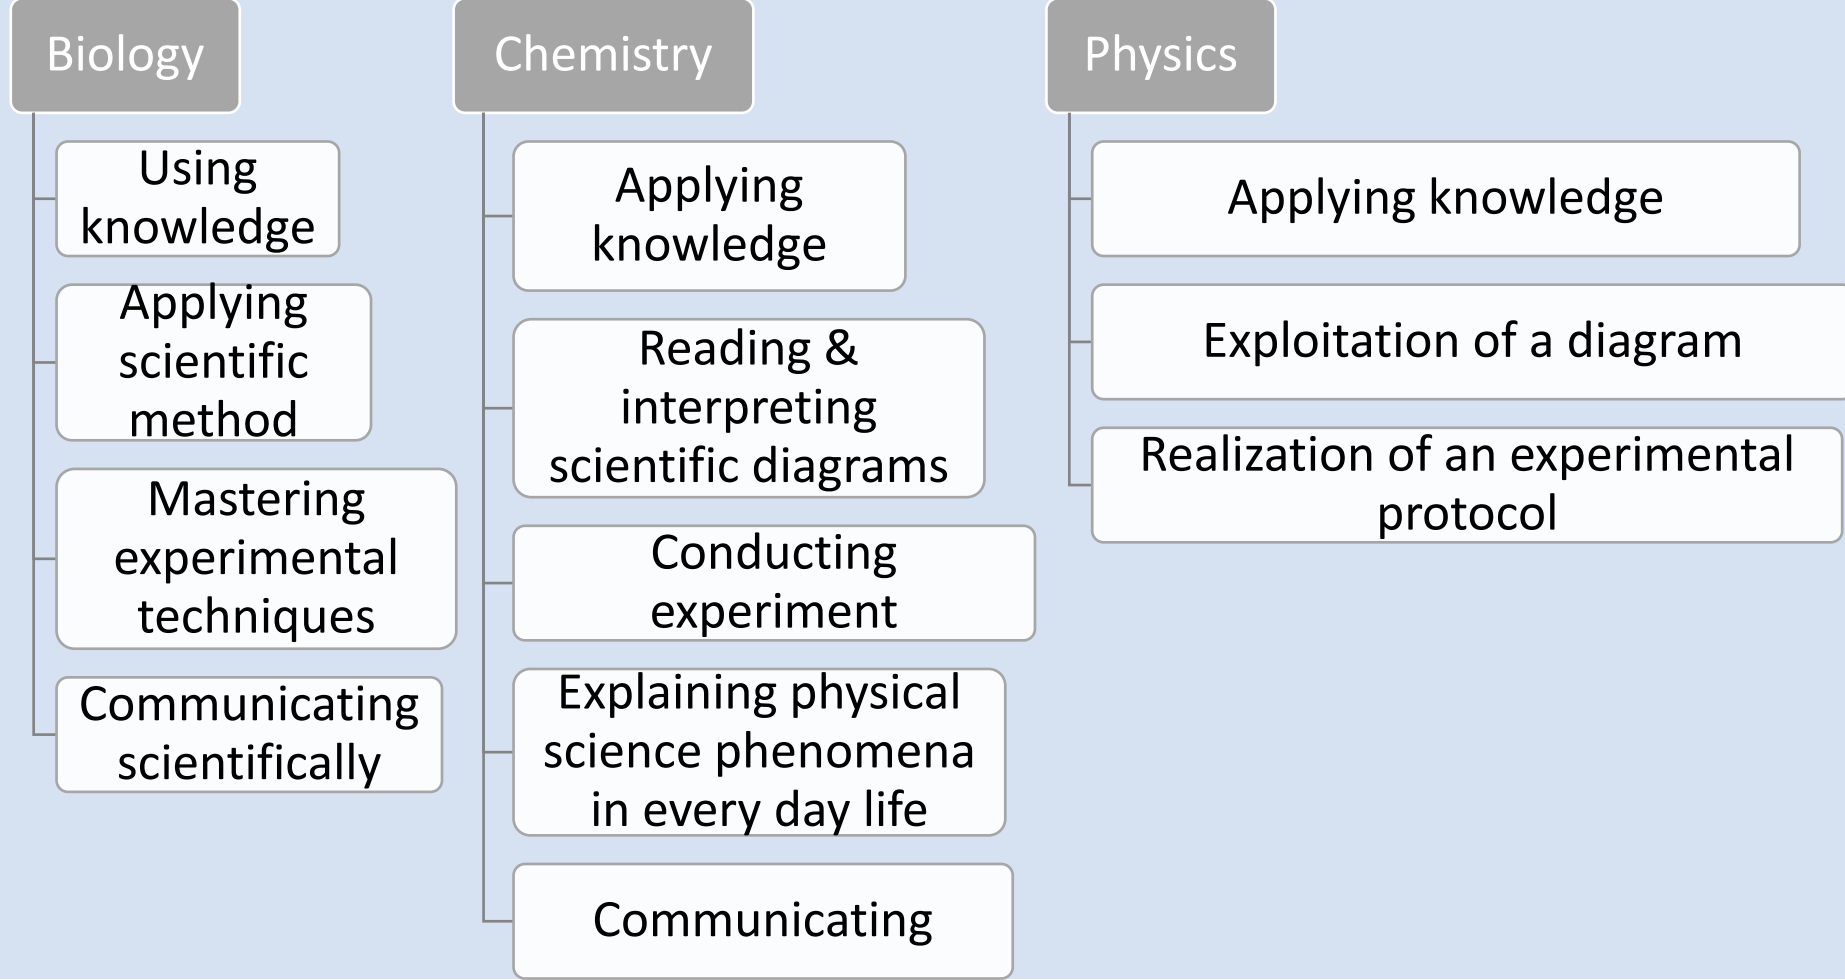 Biology
Using
knowledge
Applying
scientific
method
Mastering
experimental
techniques
Communicating
scientifically
Chemistry
Applying
knowledge
Reading &
interpreting
scientific diagrams
Conducting
experiment
Explaining physical
science phenomena
in every day life
Communicating
Physics
Applying knowledge
Exploitation of a diagram
Realization of an experimental
protocol